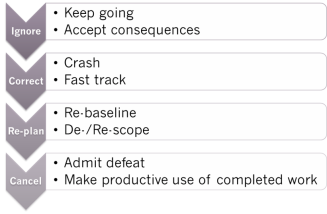 Ignore
• Keep going
• Accept consequences
Correct
• Crash
• Fast track
Re-plan
• Re-baseline
• De-/Re-scope
Cancel
• Admit defeat
• Make productive use of completed work